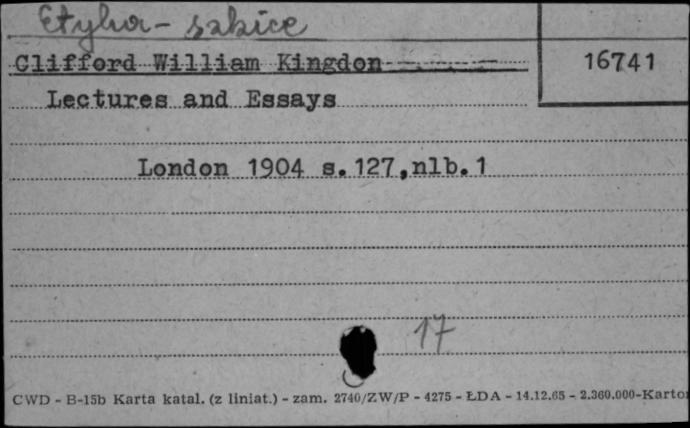 Etyka - szkice
Clifford William Kingdon
16741
Lectures and Essays
London 1904 s.127,nlb.1
17
CWD - B-15b Karta katal. (z liniat.) - zam. 2740/ZW/P - 4275 - ŁDA - 14.12.65 - 2.360.000-Karto